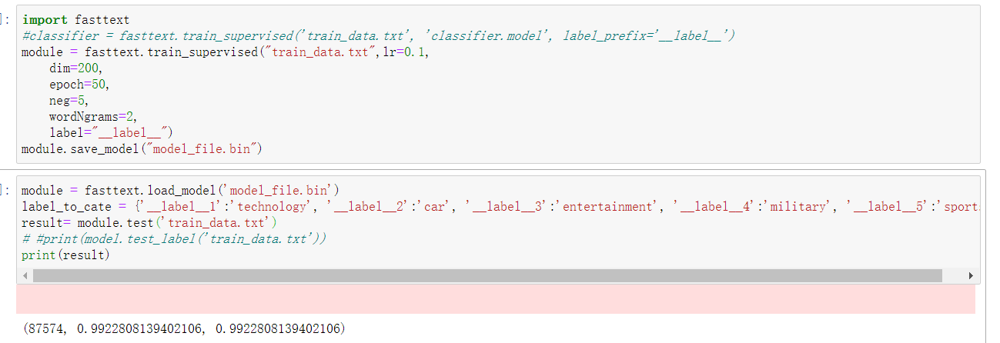 ]: import fasttext
#classifier = fasttext.train_supervised('train_data.txt', 'classifier.model', label_prefix='__label__')
module = fasttext.train_supervised("train_data.txt",lr=0.1,
    dim=200,
    epoch=50,
    neg=5,
    wordNgrams=2,
    label="__label__")
module.save_model("model_file.bin")
]: module = fasttext.load_model('model_file.bin')
label_to_cate = {'__label__1':'technology', '__label__2':'car', '__label__3':'entertainment', '__label__4':'military', '__label__5':'sport
result= module.test('train_data.txt')
# #print(model.test_label('train_data.txt'))
print(result)
(87574, 0.9922808139402106, 0.9922808139402106)